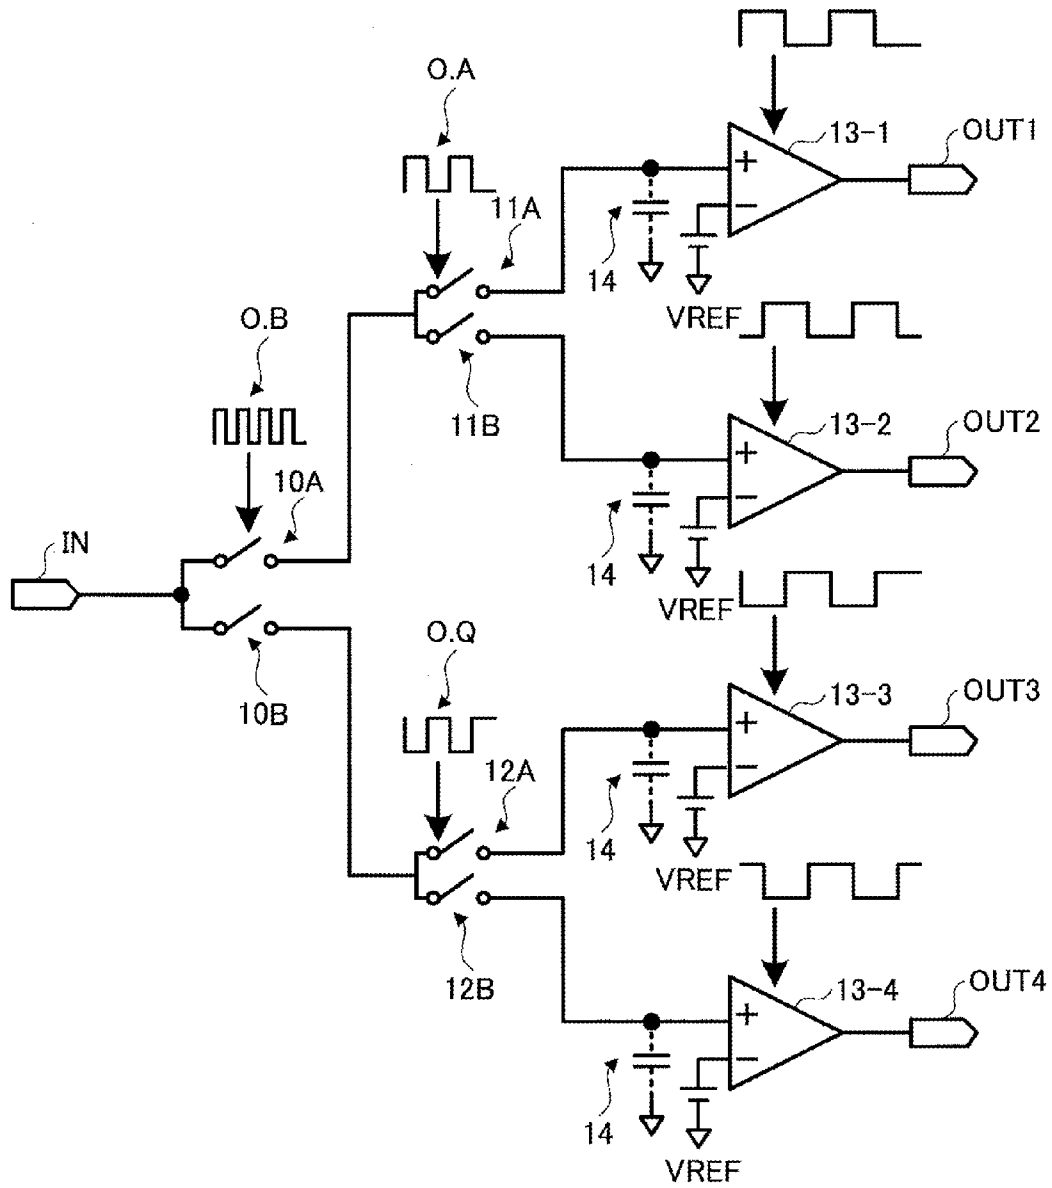 O.A
13-1
OUT1
11A
14
VREF
O.B
11B
13-2
OUT2
10A
IN
14
VREF
O.Q
10B
13-3
OUT3
12A
14
VREF
12B
13-4
OUT4
14
VREF